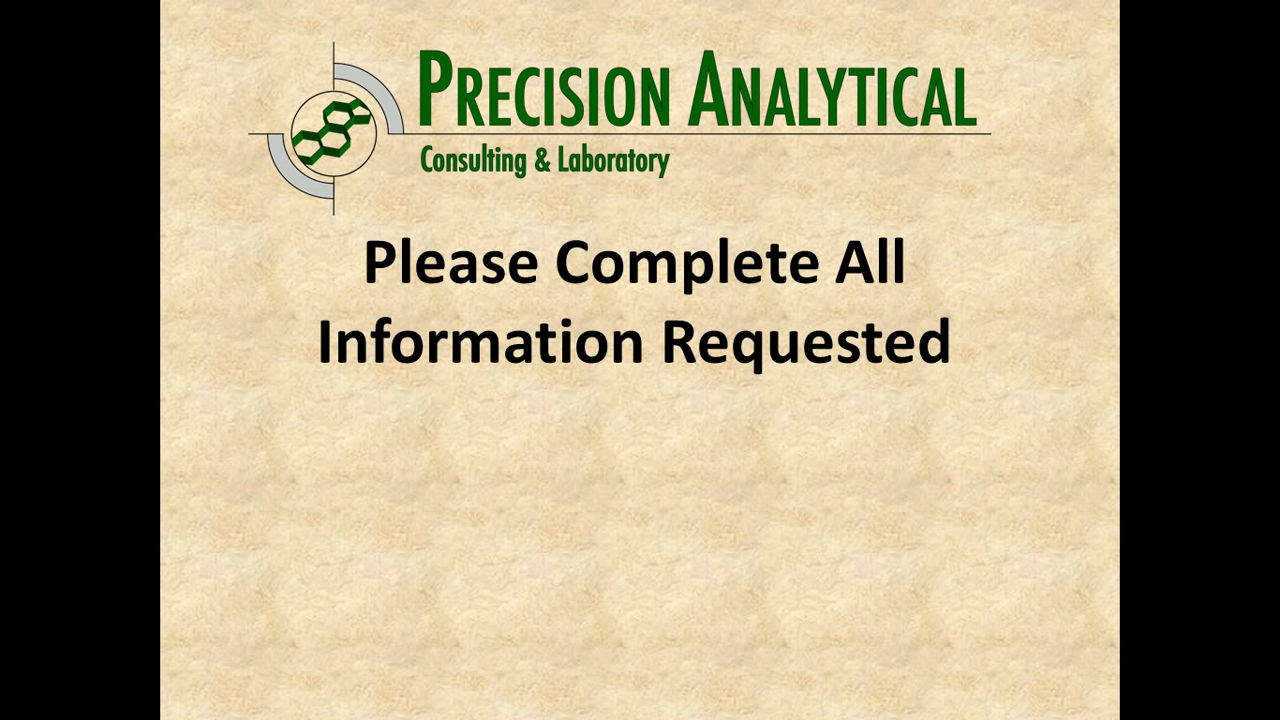 PRECISION ANALYTICAL
Consulting & Laboratory
Please Complete All
Information Requested